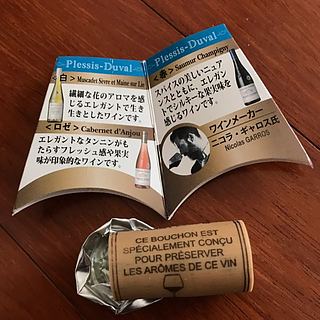 Plessis-Duval
<白> Muscadet Sèvre et Maine sur Lie
繊細な花のアロマを感
じるエレガントで生き
生きとしたワインです。
<ロゼ> Cabernet d'Anjou
エレガントなタンニンがも
たらすフレッシュ感や果実
味が印象的なワインです。
Plessis-Duval
<赤> Saumur Champigny
スパイスの美しいニュア
ンスとともに、エレガン
トでシルキーな果実味を
感じるワインです。
ワインメーカー
ニコラ・ギャロス氏
Nicolas GARROS
CE BOUCHON EST
SPÉCIALEMENT CONÇU
POUR PRÉSERVER
LES ARÔMES DE CE VIN